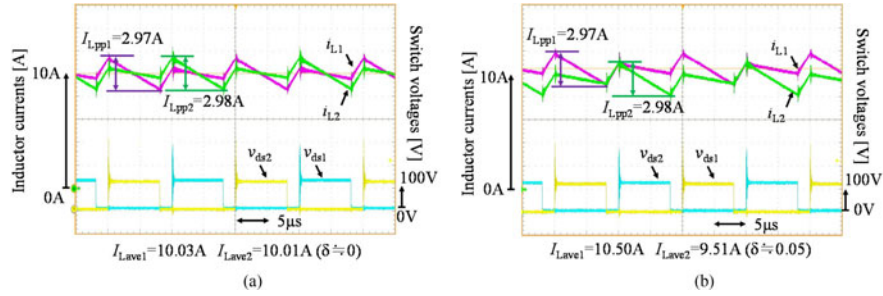 Inductor currents [A]
I_Lpp1=2.97A
10A
I_Lpp2=2.98A
i_L1
i_L2
v_ds2
v_ds1
0A
5μs
100V
0V
Switch voltages [V]
I_Lave1=10.03A I_Lave2=10.01A (δ≒0)
(a)
Inductor currents [A]
I_Lpp1=2.97A
10A
I_Lpp2=2.98A
i_L1
i_L2
v_ds2
v_ds1
0A
5μs
100V
0V
Switch voltages [V]
I_Lave1=10.50A I_Lave2=9.51A (δ≒0.05)
(b)